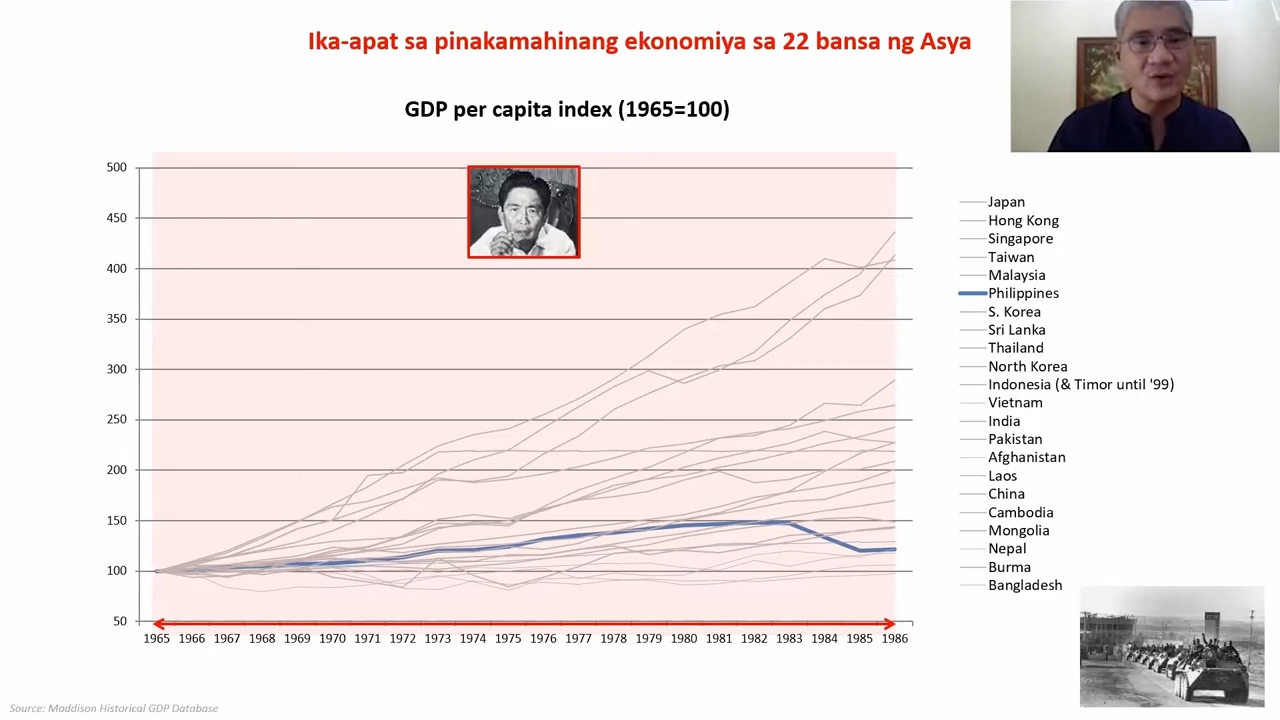 Ika-apat sa pinakamahinang ekonomiya sa 22 bansa ng Asya
GDP per capita index (1965=100)
500
450
400
350
300
250
200
150
100
50
1965 1966 1967 1968 1969 1970 1971 1972 1973 1974 1975 1976 1977 1978 1979 1980 1981 1982 1983 1984 1985 1986
Japan
Hong Kong
Singapore
Taiwan
Malaysia
Philippines
S. Korea
Sri Lanka
Thailand
North Korea
Indonesia (& Timor until '99)
Vietnam
India
Pakistan
Afghanistan
Laos
China
Cambodia
Mongolia
Nepal
Burma
Bangladesh
Source: Maddison Historical GDP Database